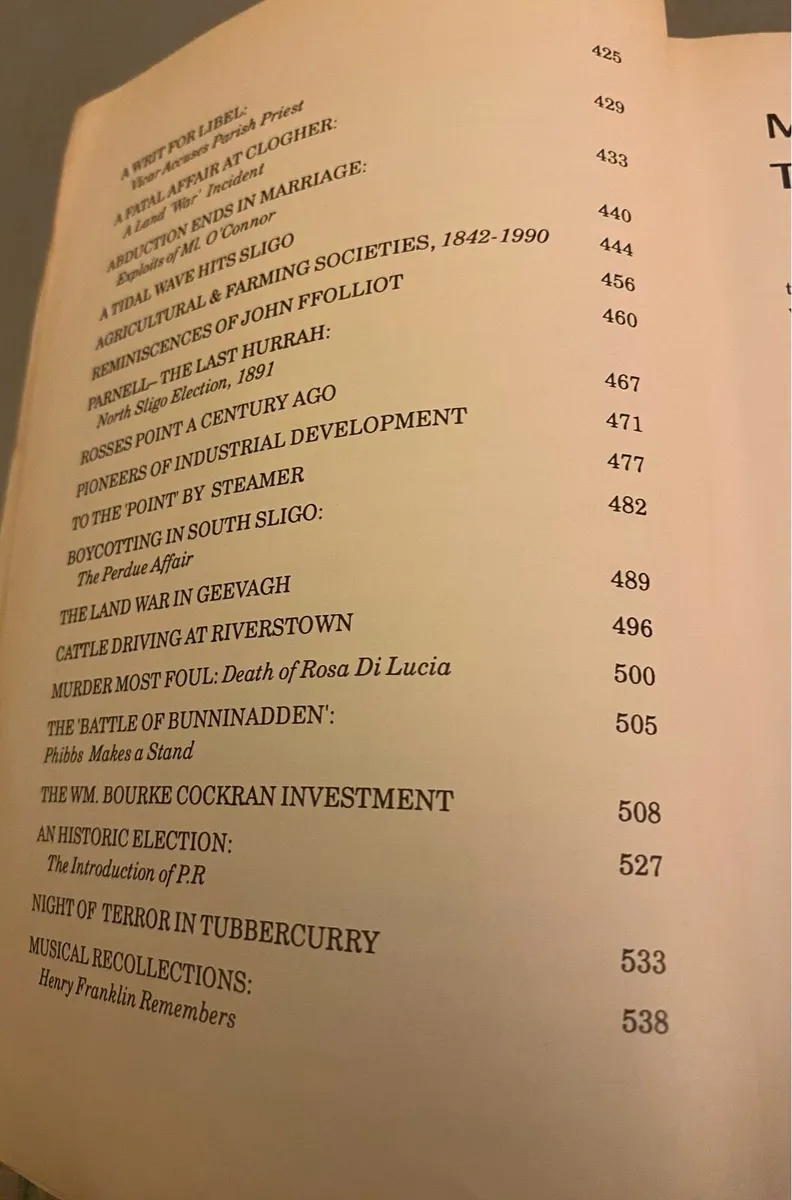 A WRIT FOR LIBEL: 425
Vicar Accuses Parish Priest
A FATAL AFFAIR AT CLOGHER: 429
A Land 'War' Incident
ABDUCTION ENDS IN MARRIAGE: 433
Exploits of Ml. O'Connor
A TIDAL WAVE HITS SLIGO 440
AGRICULTURAL & FARMING SOCIETIES, 1842-1990 444
REMINISCENCES OF JOHN FFOLLIOT 456
PARNELL– THE LAST HURRAH: 460
North Sligo Election, 1891
ROSSES POINT A CENTURY AGO 467
PIONEERS OF INDUSTRIAL DEVELOPMENT 471
TO THE 'POINT' BY STEAMER 477
BOYCOTTING IN SOUTH SLIGO: 482
The Perdue Affair
THE LAND WAR IN GEEVAGH 489
CATTLE DRIVING AT RIVERSTOWN 496
MURDER MOST FOUL: Death of Rosa Di Lucia 500
THE 'BATTLE OF BUNNINADDEN': 505
Phibbs Makes a Stand
THE WM. BOURKE COCKRAN INVESTMENT 508
AN HISTORIC ELECTION: 527
The Introduction of P.R
NIGHT OF TERROR IN TUBBERCURRY 533
MUSICAL RECOLLECTIONS: 538
Henry Franklin Remembers